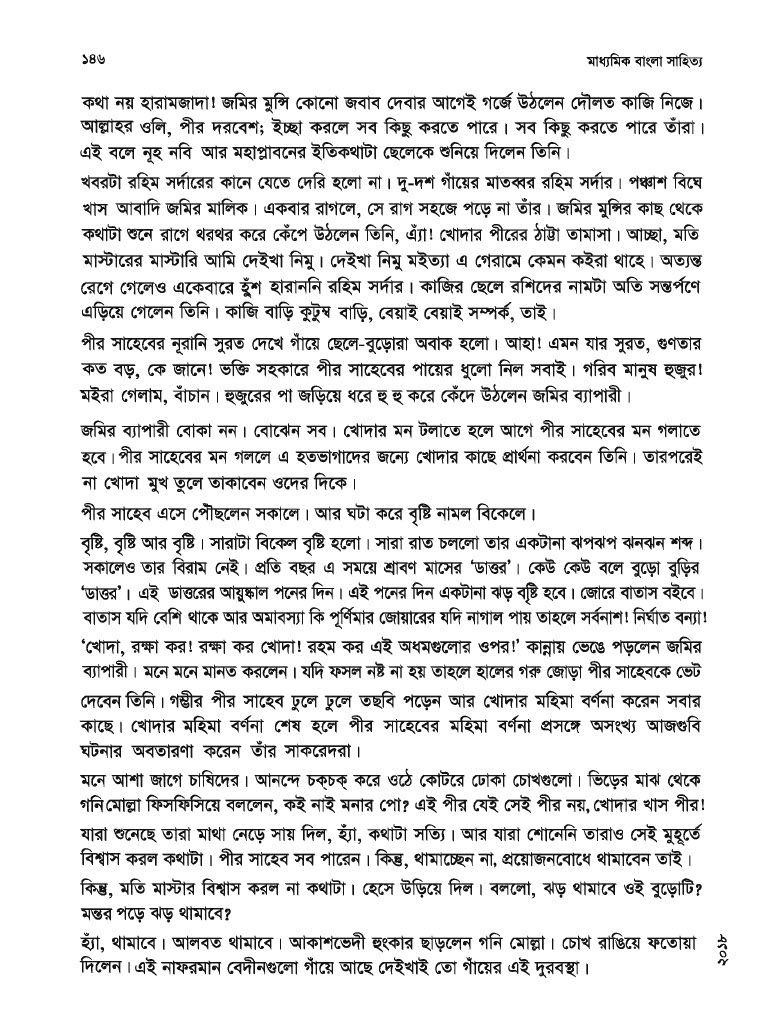 ১৪৬
মাধ্যমিক বাংলা সাহিত্য
কথা নয় হারামজাদা! জমির মুন্সি কোনো জবাব দেবার আগেই গর্জে উঠলেন দৌলত কাজি নিজে।
আল্লাহর ওলি, পীর দরবেশ; ইচ্ছা করলে সব কিছু করতে পারে। সব কিছু করতে পারে তাঁরা।
এই বলে নূহ নবি আর মহাপ্লাবনের ইতিকথাটা ছেলেকে শুনিয়ে দিলেন তিনি।
খবরটা রহিম সর্দারের কানে যেতে দেরি হলো না। দু-দশ গাঁয়ের মাতব্বর রহিম সর্দার। পঞ্চাশ বিঘে
খাস আবাদি জমির মালিক। একবার রাগলে, সে রাগ সহজে পড়ে না তাঁর। জমির মুন্সির কাছ থেকে
কথাটা শুনে রাগে থরথর করে কেঁপে উঠলেন তিনি, এ্যাঁ! খোদার পীরের ঠাট্টা তামাসা। আচ্ছা, মতি
মাস্টারের মাস্টারি আমি দেইখা নিমু। দেইখা নিমু মইত্যা এ গেরামে কেমন কইরা থাহে। অত্যন্ত
রেগে গেলেও একেবারে হুঁশ হারাননি রহিম সর্দার। কাজির ছেলে রশিদের নামটা অতি সন্তর্পণে
এড়িয়ে গেলেন তিনি। কাজি বাড়ি কুটুম্ব বাড়ি, বেয়াই বেয়াই সম্পর্ক, তাই।
পীর সাহেবের নূরানি সুরত দেখে গাঁয়ে ছেলে-বুড়োরা অবাক হলো। আহা! এমন যার সুরত, গুণতার
কত বড়, কে জানে! ভক্তি সহকারে পীর সাহেবের পায়ের ধুলো নিল সবাই। গরিব মানুষ হুজুর!
মইরা গেলাম, বাঁচান। হুজুরের পা জড়িয়ে ধরে হু হু করে কেঁদে উঠলেন জমির ব্যাপারী।
জমির ব্যাপারী বোকা নন। বোঝেন সব। খোদার মন টলাতে হলে আগে পীর সাহেবের মন গলাতে
হবে। পীর সাহেবের মন গললে এ হতভাগাদের জন্যে খোদার কাছে প্রার্থনা করবেন তিনি। তারপরেই
না খোদা মুখ তুলে তাকাবেন ওদের দিকে।
পীর সাহেব এসে পৌঁছলেন সকালে। আর ঘটা করে বৃষ্টি নামল বিকেলে।
বৃষ্টি, বৃষ্টি আর বৃষ্টি। সারাটা বিকেল বৃষ্টি হলো। সারা রাত চললো তার একটানা ঝপঝপ ঝনঝন শব্দ।
সকালেও তার বিরাম নেই। প্রতি বছর এ সময়ে শ্রাবণ মাসের ‘ডাত্তর’। কেউ কেউ বলে বুড়ো বুড়ির
‘ডাত্তর’। এই ডাত্তরের আয়ুষ্কাল পনের দিন। এই পনের দিন একটানা ঝড় বৃষ্টি হবে। জোরে বাতাস বইবে।
বাতাস যদি বেশি থাকে আর অমাবস্যা কি পূর্ণিমার জোয়ারের যদি নাগাল পায় তাহলে সর্বনাশ! নির্ঘাত বন্যা!
‘খোদা, রক্ষা কর! রক্ষা কর খোদা! রহম কর এই অধমগুলোর ওপর!’ কান্নায় ভেঙে পড়লেন জমির
ব্যাপারী। মনে মনে মানত করলেন। যদি ফসল নষ্ট না হয় তাহলে হালের গরু জোড়া পীর সাহেবকে ভেট
দেবেন তিনি। গম্ভীর পীর সাহেব ঢুলে ঢুলে তছবি পড়েন আর খোদার মহিমা বর্ণনা করেন সবার
কাছে। খোদার মহিমা বর্ণনা শেষ হলে পীর সাহেবের মহিমা বর্ণনা প্রসঙ্গে অসংখ্য আজগুবি
ঘটনার অবতারণা করেন তাঁর সাকরেদরা।
মনে আশা জাগে চাষিদের। আনন্দে চক্‌চক্ করে ওঠে কোটরে ঢোকা চোখগুলো। ভিড়ের মাঝ থেকে
গনি মোল্লা ফিসফিসিয়ে বললেন, কই নাই মনার পো? এই পীর যেই সেই পীর নয়, খোদার খাস পীর!
যারা শুনেছে তারা মাথা নেড়ে সায় দিল, হ্যাঁ, কথাটা সত্যি। আর যারা শোনেনি তারাও সেই মুহূর্তে
বিশ্বাস করল কথাটা। পীর সাহেব সব পারেন। কিন্তু, থামাচ্ছেন না, প্রয়োজনবোধে থামাবেন তাই।
কিন্তু, মতি মাস্টার বিশ্বাস করল না কথাটা। হেসে উড়িয়ে দিল। বললো, ঝড় থামাবে ওই বুড়োটি?
মন্তর পড়ে ঝড় থামাবে?
হ্যাঁ, থামাবে। আলবত থামাবে। আকাশভেদী হুংকার ছাড়লেন গনি মোল্লা। চোখ রাঙিয়ে ফতোয়া
দিলেন। এই নাফরমান বেদীনগুলো গাঁয়ে আছে দেইখাই তো গাঁয়ের এই দুরবস্থা।
২০১৮